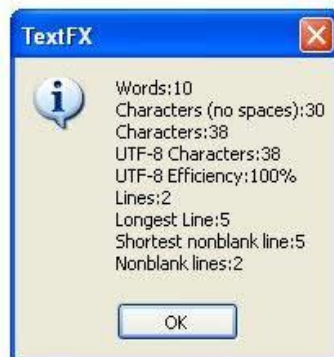 TextFX
Words:10
Characters (no spaces):30
Characters:38
UTF-8 Characters:38
UTF-8 Efficiency:100%
Lines:2
Longest Line:5
Shortest nonblank line:5
Nonblank lines:2
OK